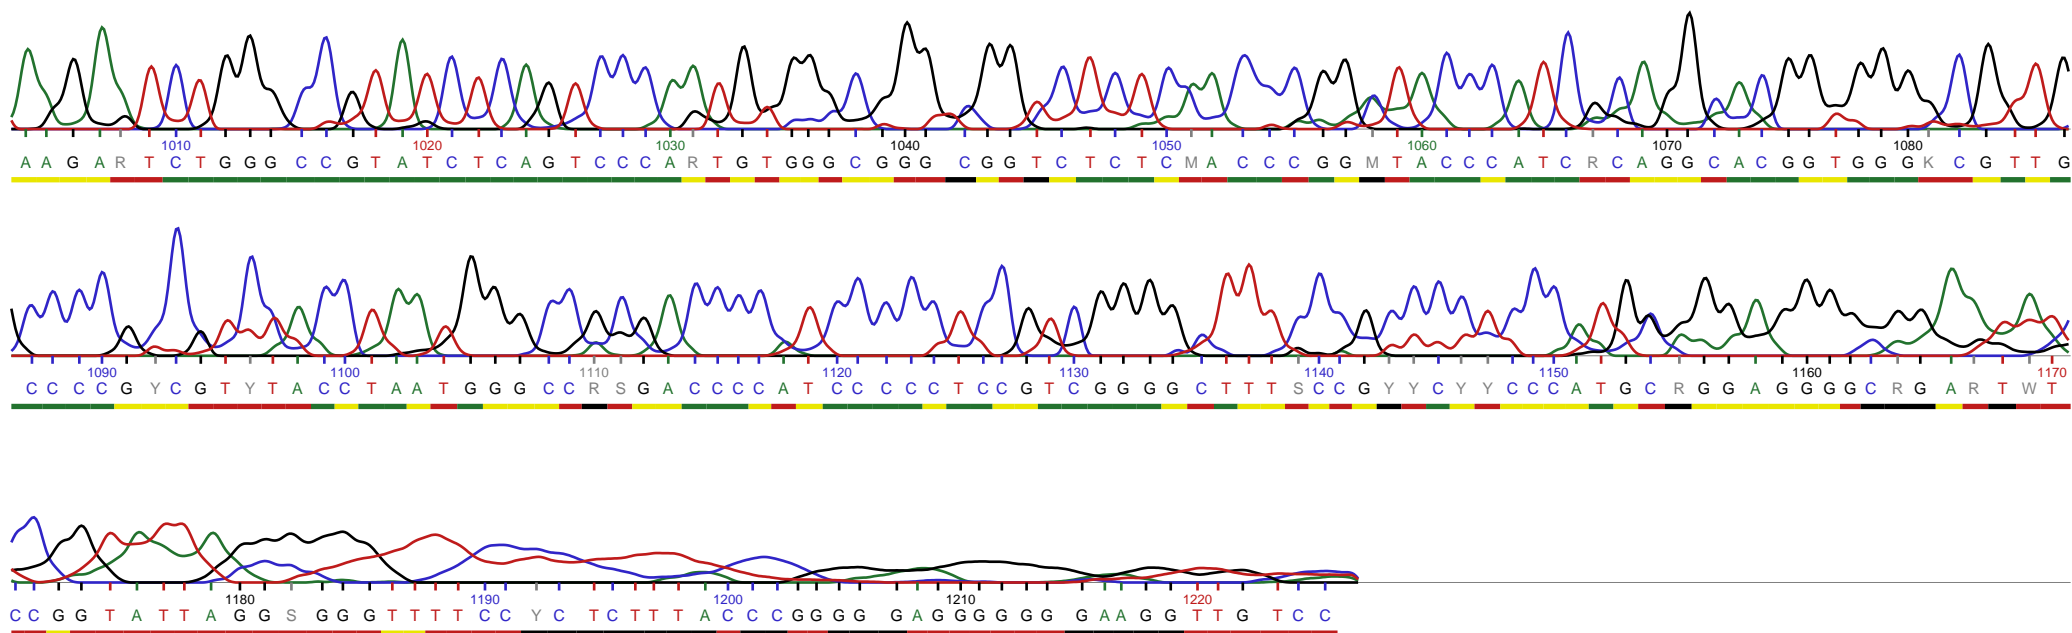 1010 1020 1030 1040 1050 1060 1070 1080
A A G A R T C T G G G C C G T A T C T C A G T C C C A R T G T G G G C G G G C G G T C T C T C M A C C C G G M T A C C C A T C R C A G G C A C G G T G G G K C G T T G
1090 1100 1110 1120 1130 1140 1150 1160 1170
C C C C G Y C G T Y T A C C T A A T G G G C C R S G A C C C C A T C C C C C T C C G T C G G G G C T T T S C C G Y Y C Y Y C C C A T G C R G G A G G G G C R G A R T W T
1180 1190 1200 1210 1220
C C G G T A T T A G G S G G G T T T T C C Y C T C T T T A C C C G G G G G A G G G G G G G A A G G T T G T C C